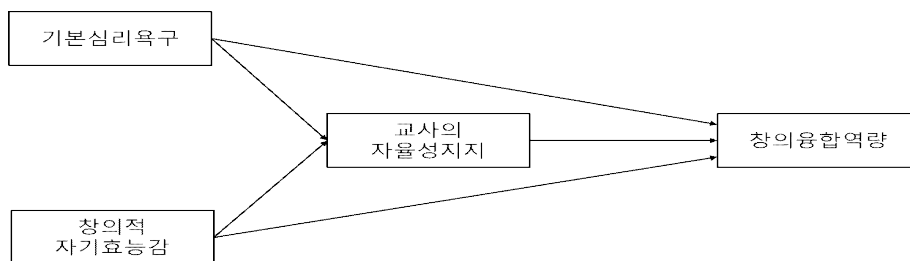 기본심리욕구
교사의
자율성지지
창의융합역량
창의적
자기효능감